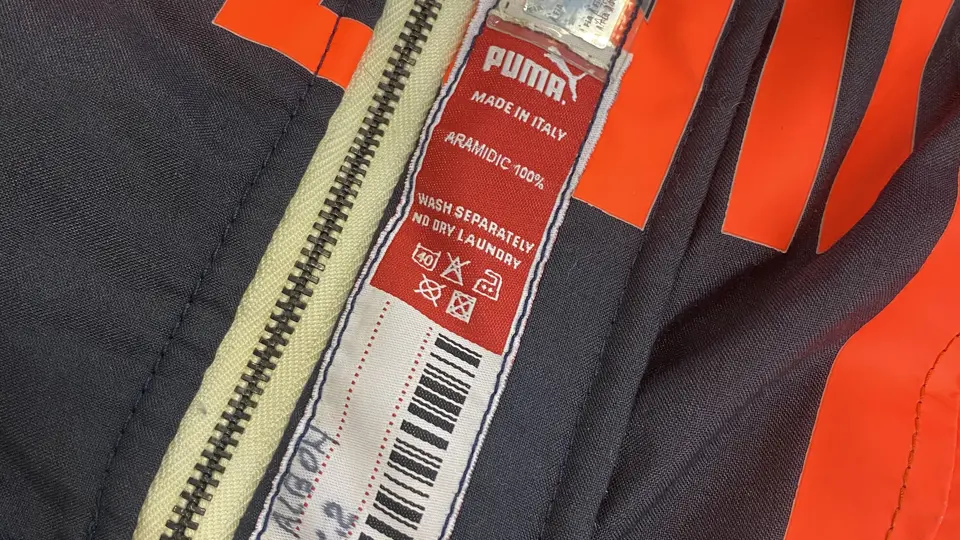 PUMA
MADE IN ITALY
ARAMIDIC 100%
WASH SEPARATELY
NO DRY LAUNDRY
40